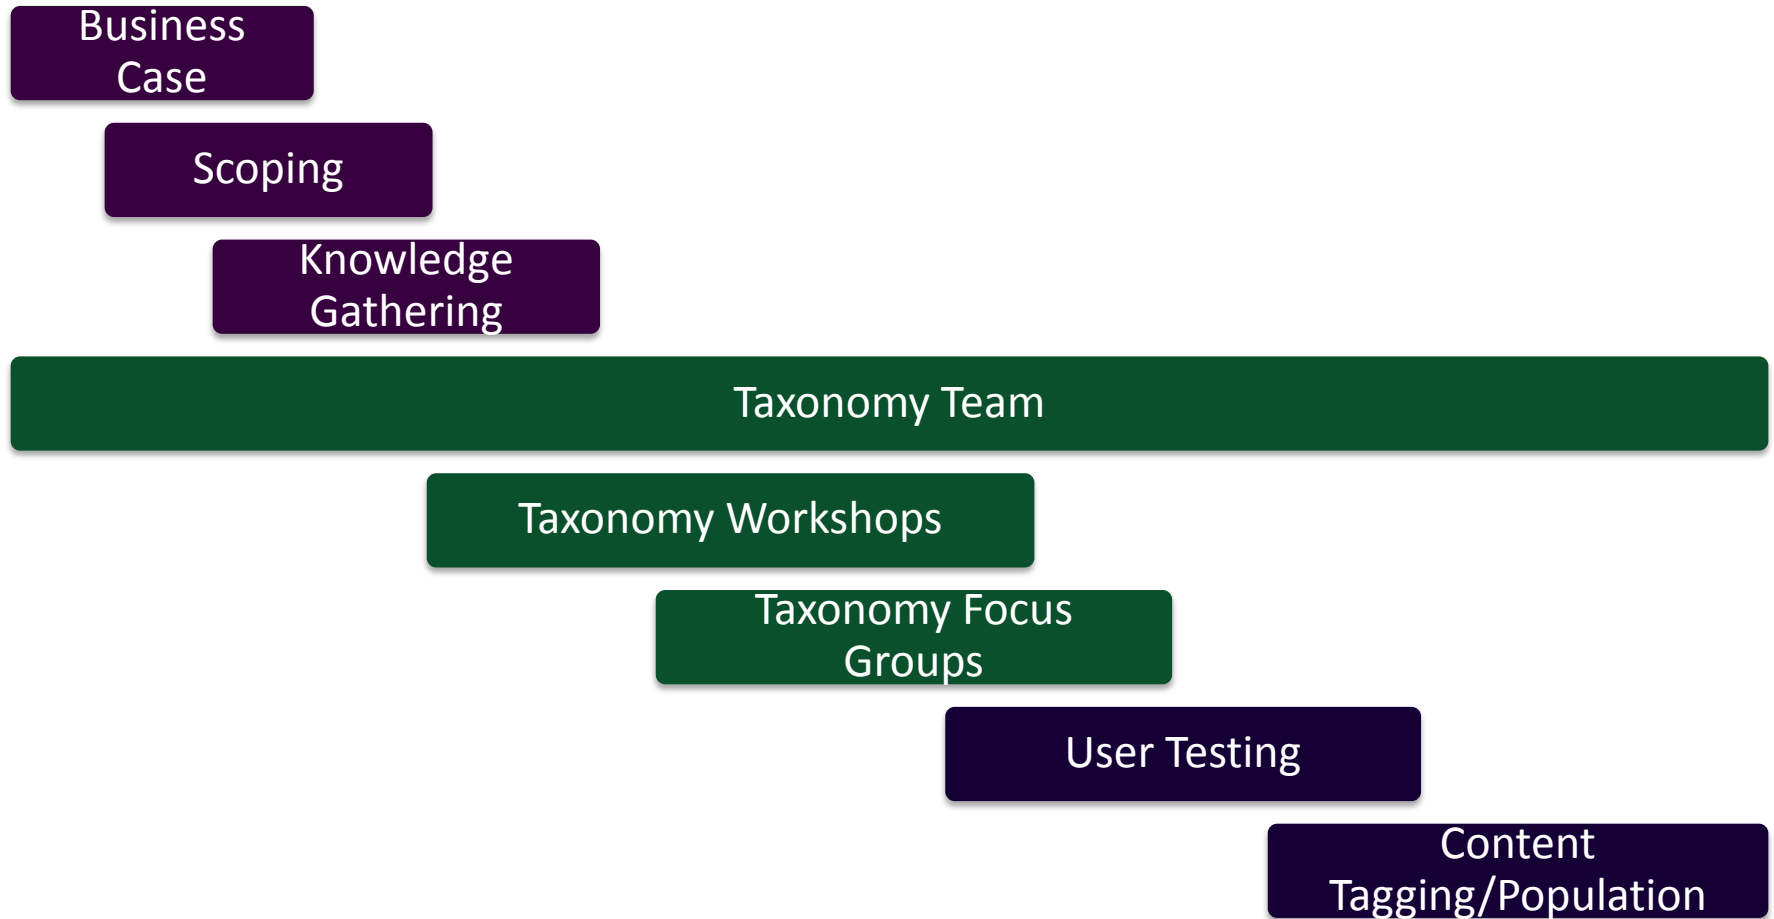 Business
Case
Scoping
Knowledge
Gathering
Taxonomy Team
Taxonomy Workshops
Taxonomy Focus
Groups
User Testing
Content
Tagging/Population